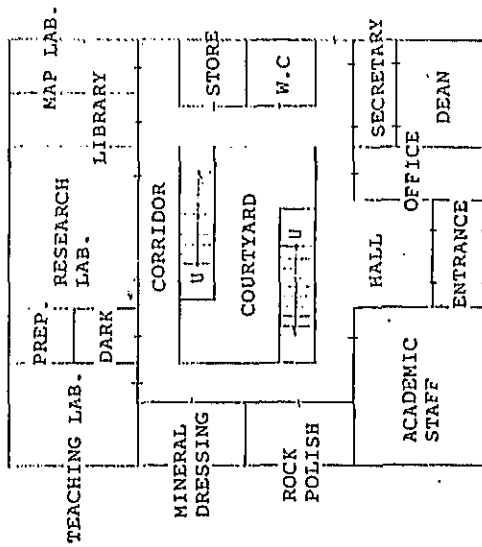 TEACHING LAB.
PREP-
DARK
RESEARCH
LAB.
MAP LAB.
LIBRARY
CORRIDOR
MINERAL
DRESSING
ROCK
POLISH
U
COURTYARD
U
STORE
W.C
ACADEMIC
STAFF
HALL
ENTRANCE
OFFICE
SECRETARY
DEAN